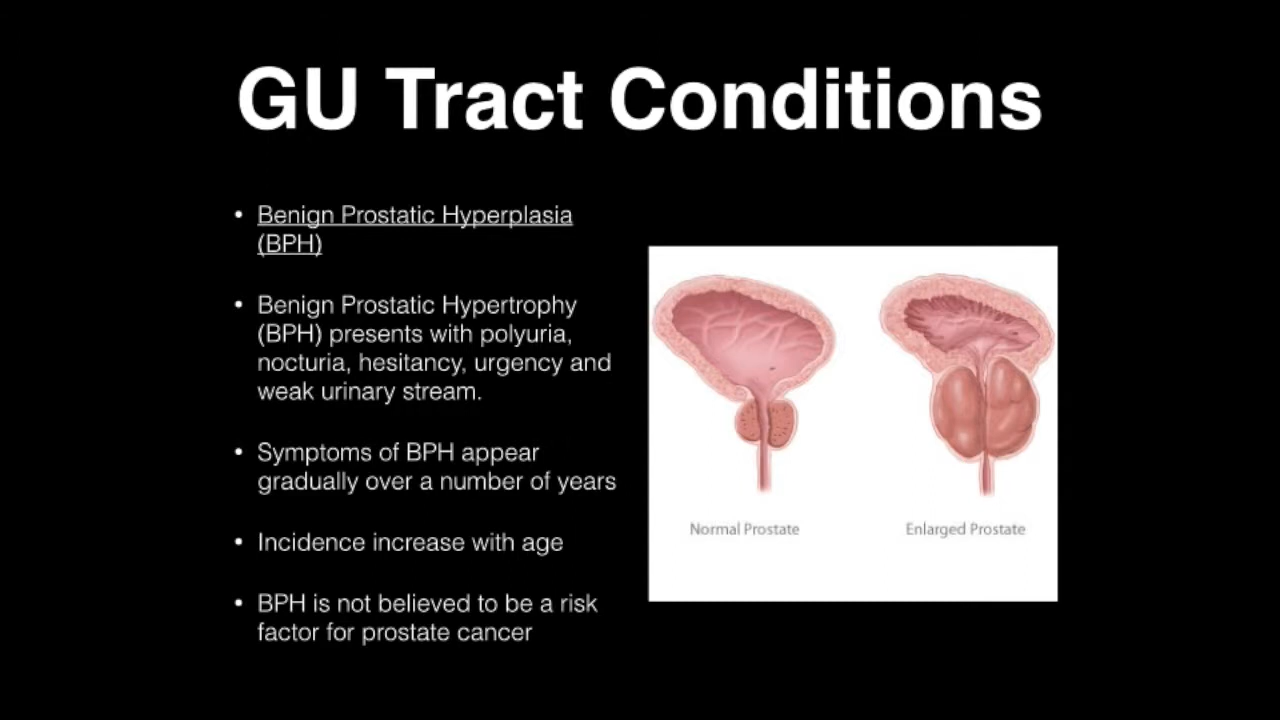 GU Tract Conditions
• Benign Prostatic Hyperplasia
(BPH)
• Benign Prostatic Hypertrophy
(BPH) presents with polyuria,
nocturia, hesitancy, urgency and
weak urinary stream.
• Symptoms of BPH appear
gradually over a number of years
• Incidence increase with age
• BPH is not believed to be a risk
factor for prostate cancer
Normal Prostate
Enlarged Prostate